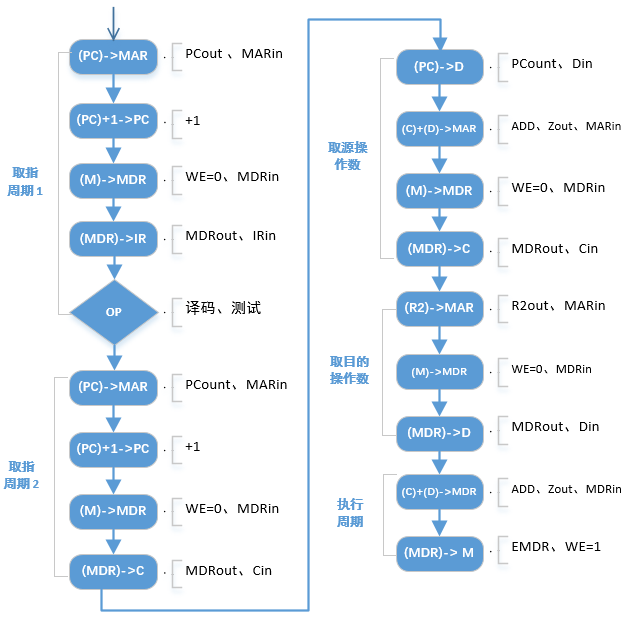 (PC)->MAR
PCout 、MARin
(PC)+1->PC
+1
取指
周期 1
(M)->MDR
WE=0、MDRin
(MDR)->IR
MDRout、IRin
OP
译码、测试
(PC)->MAR
PCount、MARin
(PC)+1->PC
+1
取指
周期 2
(M)->MDR
WE=0、MDRin
(MDR)->C
MDRout、Cin
(PC)->D
PCount、Din
(C)+(D)->MAR
ADD、Zout、MARin
取源操
作数
(M)->MDR
WE=0、MDRin
(MDR)->C
MDRout、Cin
(R2)->MAR
R2out、MARin
取目的
操作数
(M)->MDR
WE=0、MDRin
(MDR)->D
MDRout、Din
(C)+(D)->MDR
ADD、Zout、MDRin
执行
周期
(MDR)-> M
EMDR、WE=1